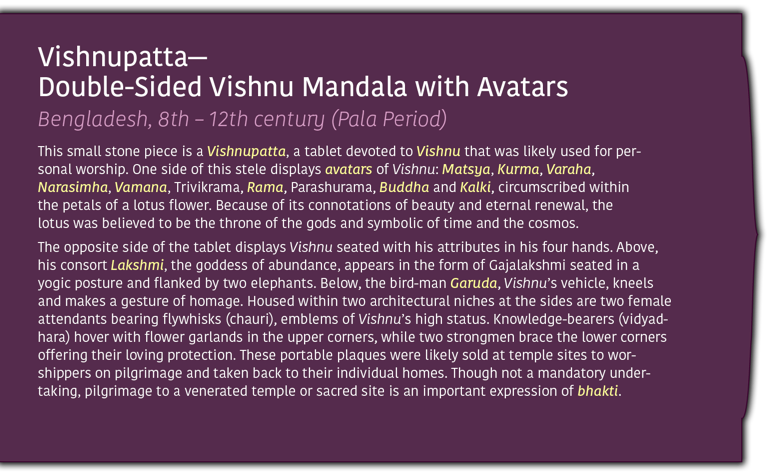 Vishnupatta—
Double-Sided Vishnu Mandala with Avatars
Bengladesh, 8th – 12th century (Pala Period)
This small stone piece is a Vishnupatta, a tablet devoted to Vishnu that was likely used for per-
sonal worship. One side of this stele displays avatars of Vishnu: Matsya, Kurma, Varaha,
Narasimha, Vamana, Trivikrama, Rama, Parashurama, Buddha and Kalki, circumscribed within
the petals of a lotus flower. Because of its connotations of beauty and eternal renewal, the
lotus was believed to be the throne of the gods and symbolic of time and the cosmos.
The opposite side of the tablet displays Vishnu seated with his attributes in his four hands. Above,
his consort Lakshmi, the goddess of abundance, appears in the form of Gajalakshmi seated in a
yogic posture and flanked by two elephants. Below, the bird-man Garuda, Vishnu’s vehicle, kneels
and makes a gesture of homage. Housed within two architectural niches at the sides are two female
attendants bearing flywhisks (chauri), emblems of Vishnu’s high status. Knowledge-bearers (vidyad-
hara) hover with flower garlands in the upper corners, while two strongmen brace the lower corners
offering their loving protection. These portable plaques were likely sold at temple sites to wor-
shippers on pilgrimage and taken back to their individual homes. Though not a mandatory under-
taking, pilgrimage to a venerated temple or sacred site is an important expression of bhakti.